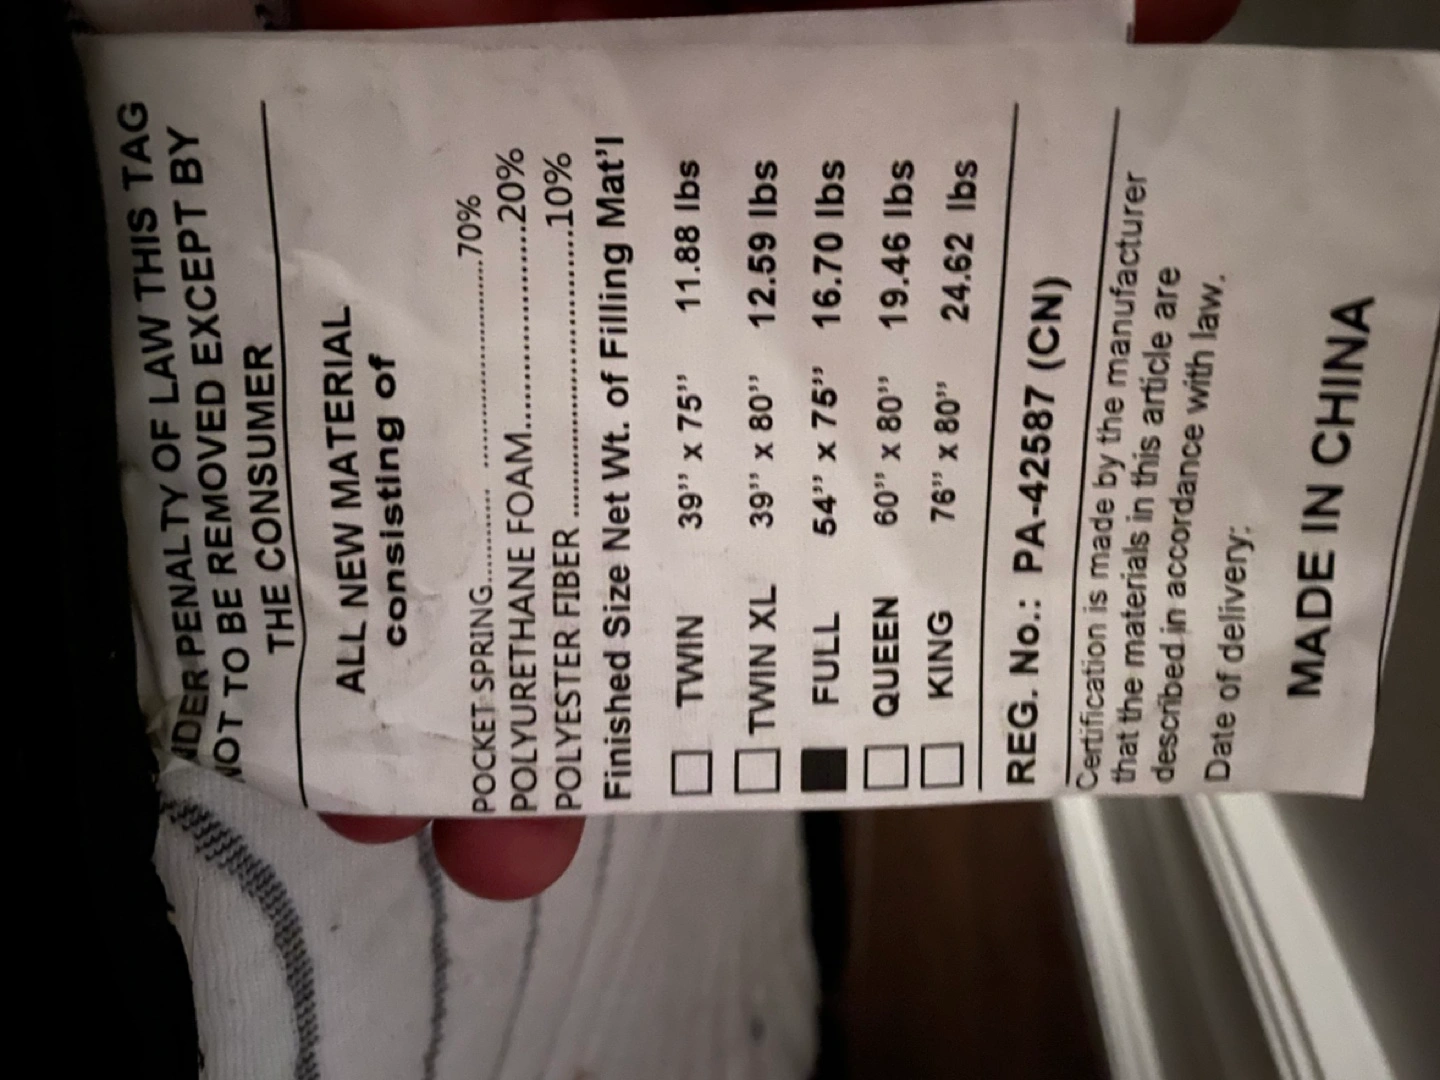 UNDER PENALTY OF LAW THIS TAG
NOT TO BE REMOVED EXCEPT BY
THE CONSUMER
ALL NEW MATERIAL
consisting of
POCKET SPRING......... .......................70%
POLYURETHANE FOAM.......................20%
POLYESTER FIBER ................................10%
Finished Size Net Wt. of Filling Mat'l
TWIN 39'' x 75'' 11.88 lbs
TWIN XL 39'' x 80'' 12.59 lbs
FULL 54'' x 75'' 16.70 lbs
QUEEN 60'' x 80'' 19.46 lbs
KING 76'' x 80'' 24.62 lbs
REG. No.: PA-42587 (CN)
Certification is made by the manufacturer
that the materials in this article are
described in accordance with law.
Date of delivery:
MADE IN CHINA